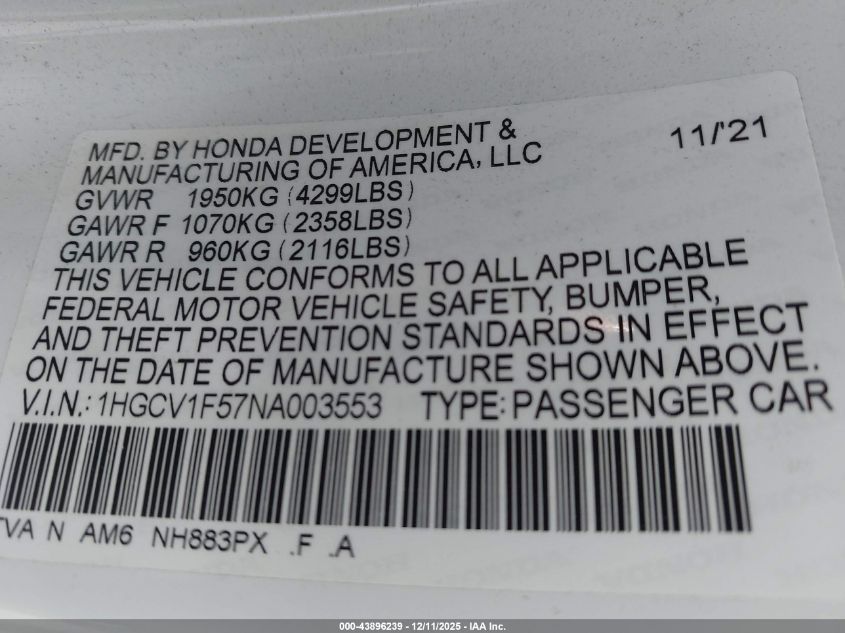 MFD. BY HONDA DEVELOPMENT &
MANUFACTURING OF AMERICA, LLC
11/'21
GVWR 1950KG (4299LBS)
GAWR F 1070KG (2358LBS)
GAWR R 960KG (2116LBS)
THIS VEHICLE CONFORMS TO ALL APPLICABLE
FEDERAL MOTOR VEHICLE SAFETY, BUMPER,
AND THEFT PREVENTION STANDARDS IN EFFECT
ON THE DATE OF MANUFACTURE SHOWN ABOVE.
V.I.N.: 1HGCV1F57NA003553 TYPE: PASSENGER CAR
TVA N AM6 NH883PX .F .A
000-43896239 - 12/11/2025 - IAA Inc.